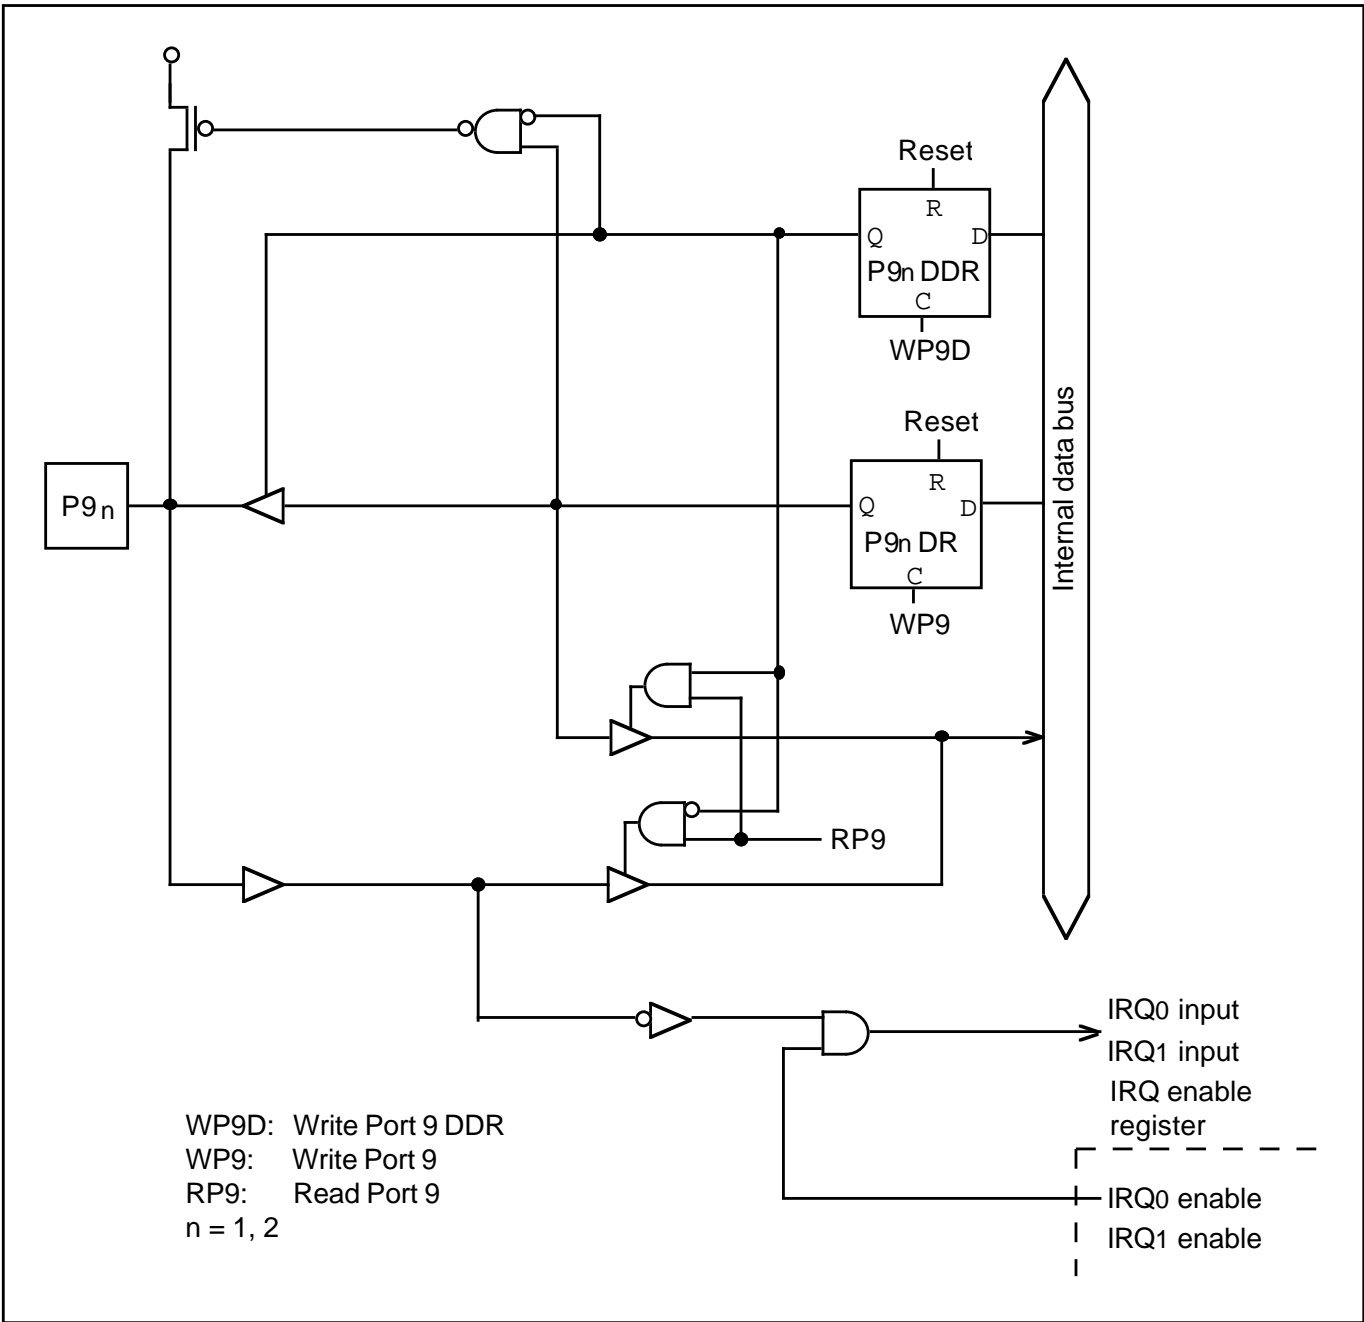 Reset
R
Q D
P9n DDR
C
WP9D
Reset
R
Q D
P9n DR
C
WP9
P9n
Internal data bus
RP9
IRQ0 input
IRQ1 input
IRQ enable
register
IRQ0 enable
IRQ1 enable
WP9D: Write Port 9 DDR
WP9: Write Port 9
RP9: Read Port 9
n = 1, 2